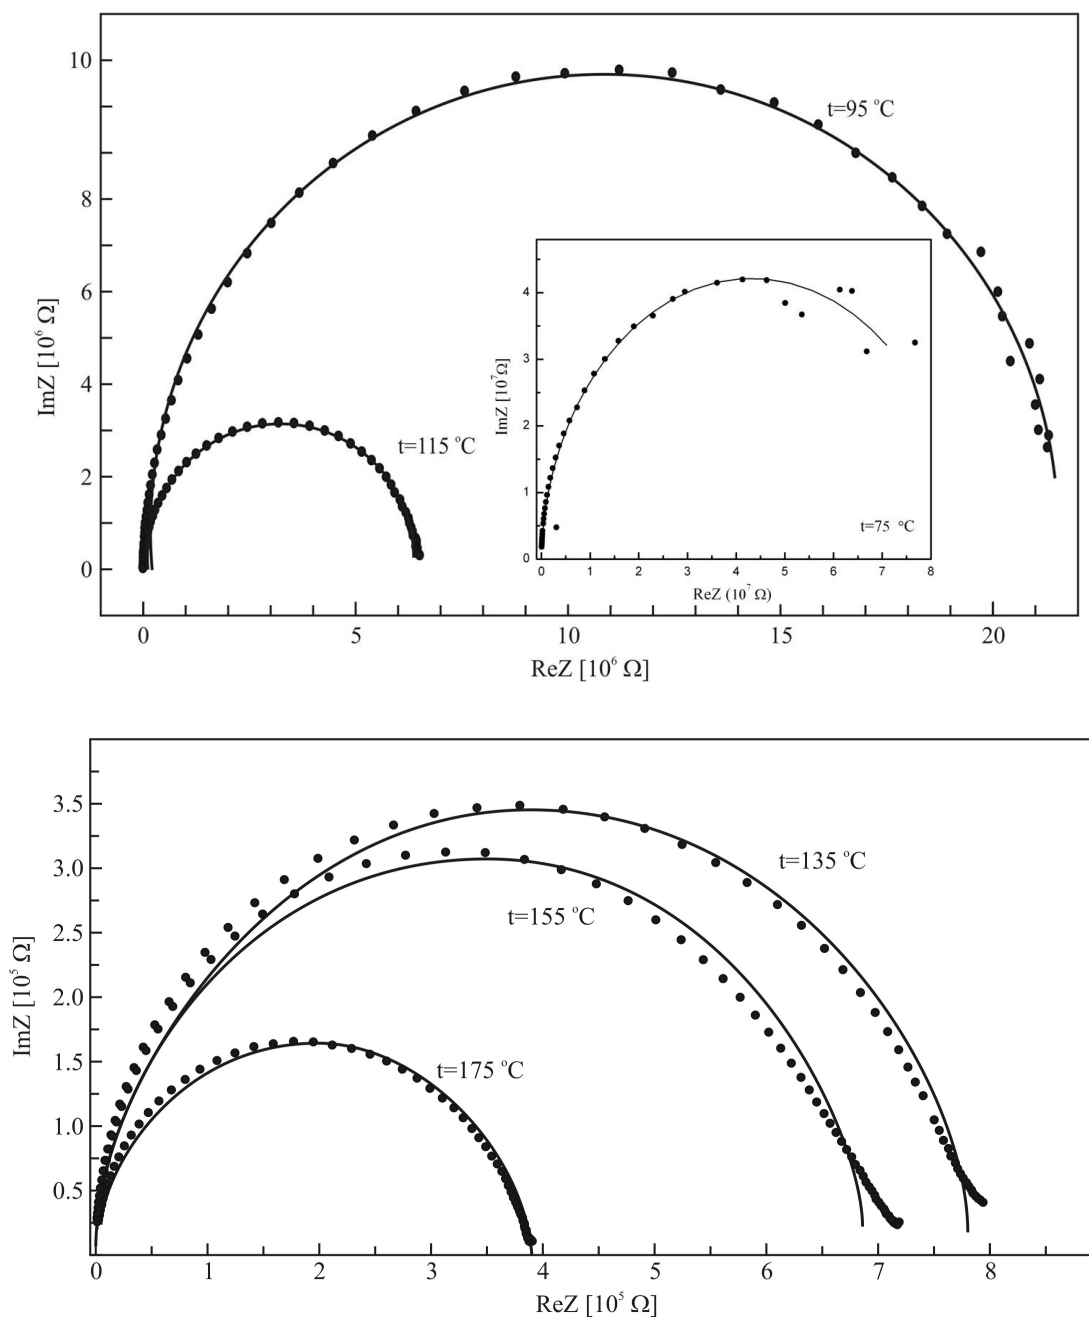 10
t=95 °C
8
6
ImZ [10⁶ Ω]
4
t=115 °C
2
0
4
3
ImZ [10⁷Ω]
2
1
t=75 °C
0
0 1 2 3 4 5 6 7 8
ReZ (10⁷ Ω)
0 5 10 15 20
ReZ [10⁶ Ω]
3.5
t=135 °C
3.0
t=155 °C
2.5
ImZ [10⁵ Ω]
2.0
1.5
t=175 °C
1.0
0.5
0 1 2 3 4 5 6 7 8
ReZ [10⁵ Ω]